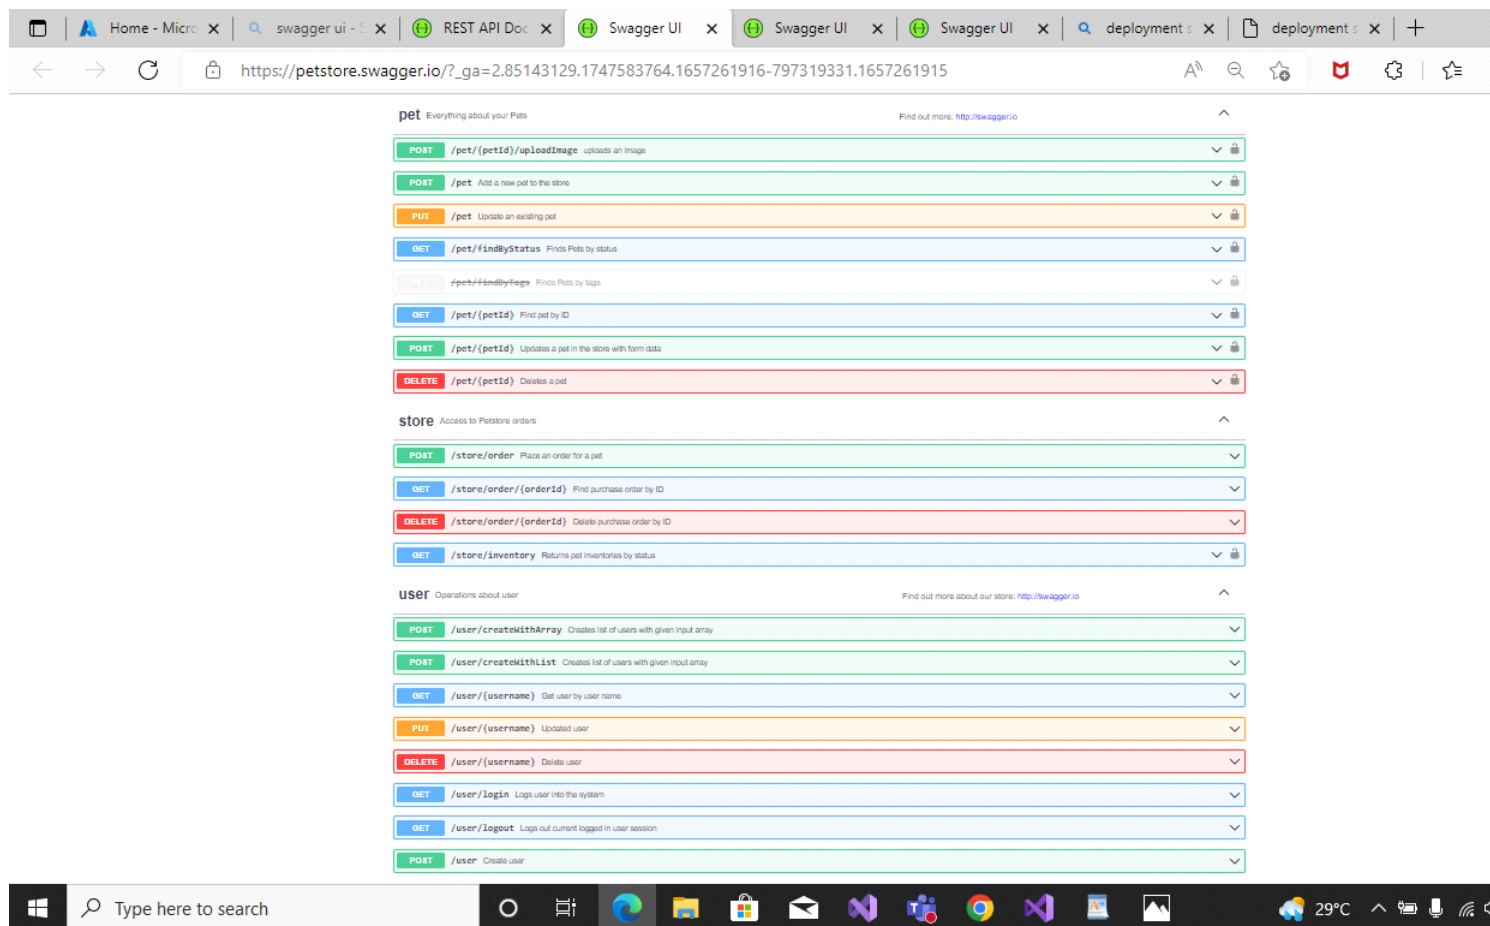 Home - Micro
swagger ui - S
REST API Doc
Swagger UI
Swagger UI
Swagger UI
deployment s
deployment s
https://petstore.swagger.io/?_ga=2.85143129.1747583764.1657261916-797319331.1657261915
pet Everything about your Pets Find out more: http://swagger.io
POST /pet/{petId}/uploadImage uploads an image
POST /pet Add a new pet to the store
PUT /pet Update an existing pet
GET /pet/findByStatus Finds Pets by status
/pet/findByTags Finds Pets by tags
GET /pet/{petId} Find pet by ID
POST /pet/{petId} Updates a pet in the store with form data
DELETE /pet/{petId} Deletes a pet
store Access to Petstore orders
POST /store/order Place an order for a pet
GET /store/order/{orderId} Find purchase order by ID
DELETE /store/order/{orderId} Delete purchase order by ID
GET /store/inventory Returns pet inventories by status
user Operations about user Find out more about our store: http://swagger.io
POST /user/createWithArray Creates list of users with given input array
POST /user/createWithList Creates list of users with given input array
GET /user/{username} Get user by user name
PUT /user/{username} Updated user
DELETE /user/{username} Delete user
GET /user/login Logs user into the system
GET /user/logout Logs out current logged in user session
POST /user Create user
Type here to search
29°C